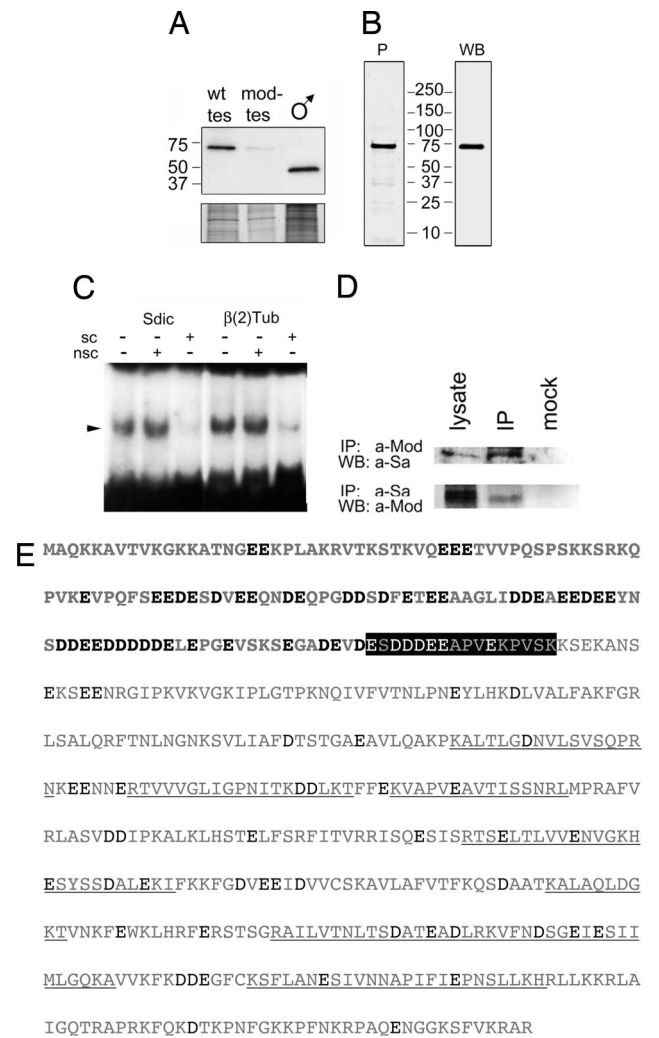 A
B
wt
tes
mod-
tes
♂
75
50
37
P
WB
250
150
100
75
50
37
25
10
C
D
Sdic
β(2)Tub
sc - - + - - +
nsc - + - - + -
lysate
IP
mock
IP: a-Mod
WB: a-Sa
IP: a-Sa
WB: a-Mod
E
MAQKKAVTVKGKKATNGEEKPLAKRVTKSTKVQEEETVVPQSPSKKSRKQ
PVKEVPQFSEEDESDVEEQNDEQPGDDSDFETEEAAGLIDDEAEEDEEYN
SDDEEDDDDDELEPGEVSKSEGADEVDESDDDEEAPVEKPVSKKSEKANS
EKSEENRGIPKVKVGKIPLGTPKNQIVFVTNLPNEYLHKDLVALFAKFGR
LSALQRFTNLNGNKSVLIAFDTSTGAEAVLQAKPKALTLGDNVLSVSQPR
NKEENNERTVVVGLIGPNITKDDLKTFFEKVAPVEAVTISSNRLMPRAFV
RLASVDDIPKALKLHSTELFSRFITVRRISQESISRTSELTLVVENVGKH
ESYSSDALEKIFKKFGDVEEIDVVCSKAVLAFVTFKQSDAATKALAQLDG
KTVNKFEWKLHRFERSTSGRAILVTNLTSDATEADLRKVFNDSGEIESII
MLGQKAVVKFKDDEGFCKSFLANESIVNNAPIFIEPNSLLKHRLLKKRLA
IGQTRAPRKFQKDTKPNFGKKPFNKRPAQENGGKSFVKRAR